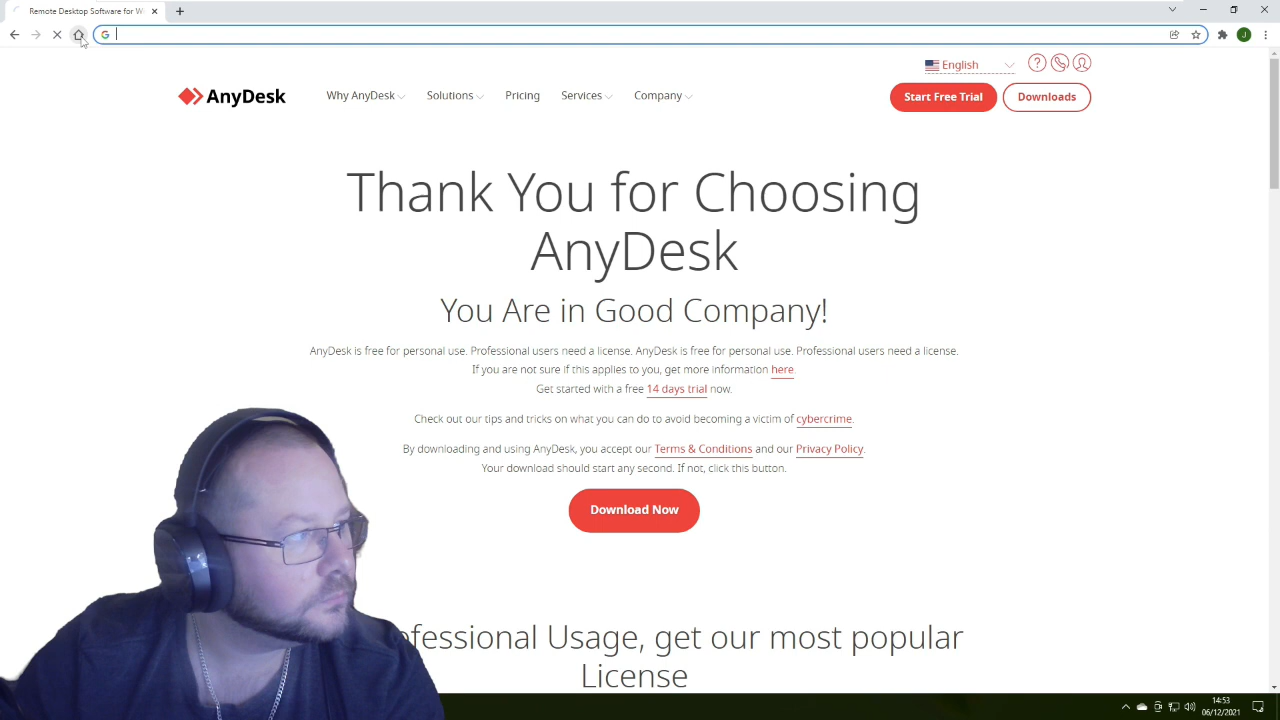 Remote Desktop Software for W
J
English
AnyDesk
Why AnyDesk
Solutions
Pricing
Services
Company
Start Free Trial
Downloads
Thank You for Choosing
AnyDesk
You Are in Good Company!
AnyDesk is free for personal use. Professional users need a license. AnyDesk is free for personal use. Professional users need a license.
If you are not sure if this applies to you, get more information here.
Get started with a free 14 days trial now.
Check out our tips and tricks on what you can do to avoid becoming a victim of cybercrime.
By downloading and using AnyDesk, you accept our Terms & Conditions and our Privacy Policy.
Your download should start any second. If not, click this button.
Download Now
ofessional Usage, get our most popular
License
14:53
06/12/2021